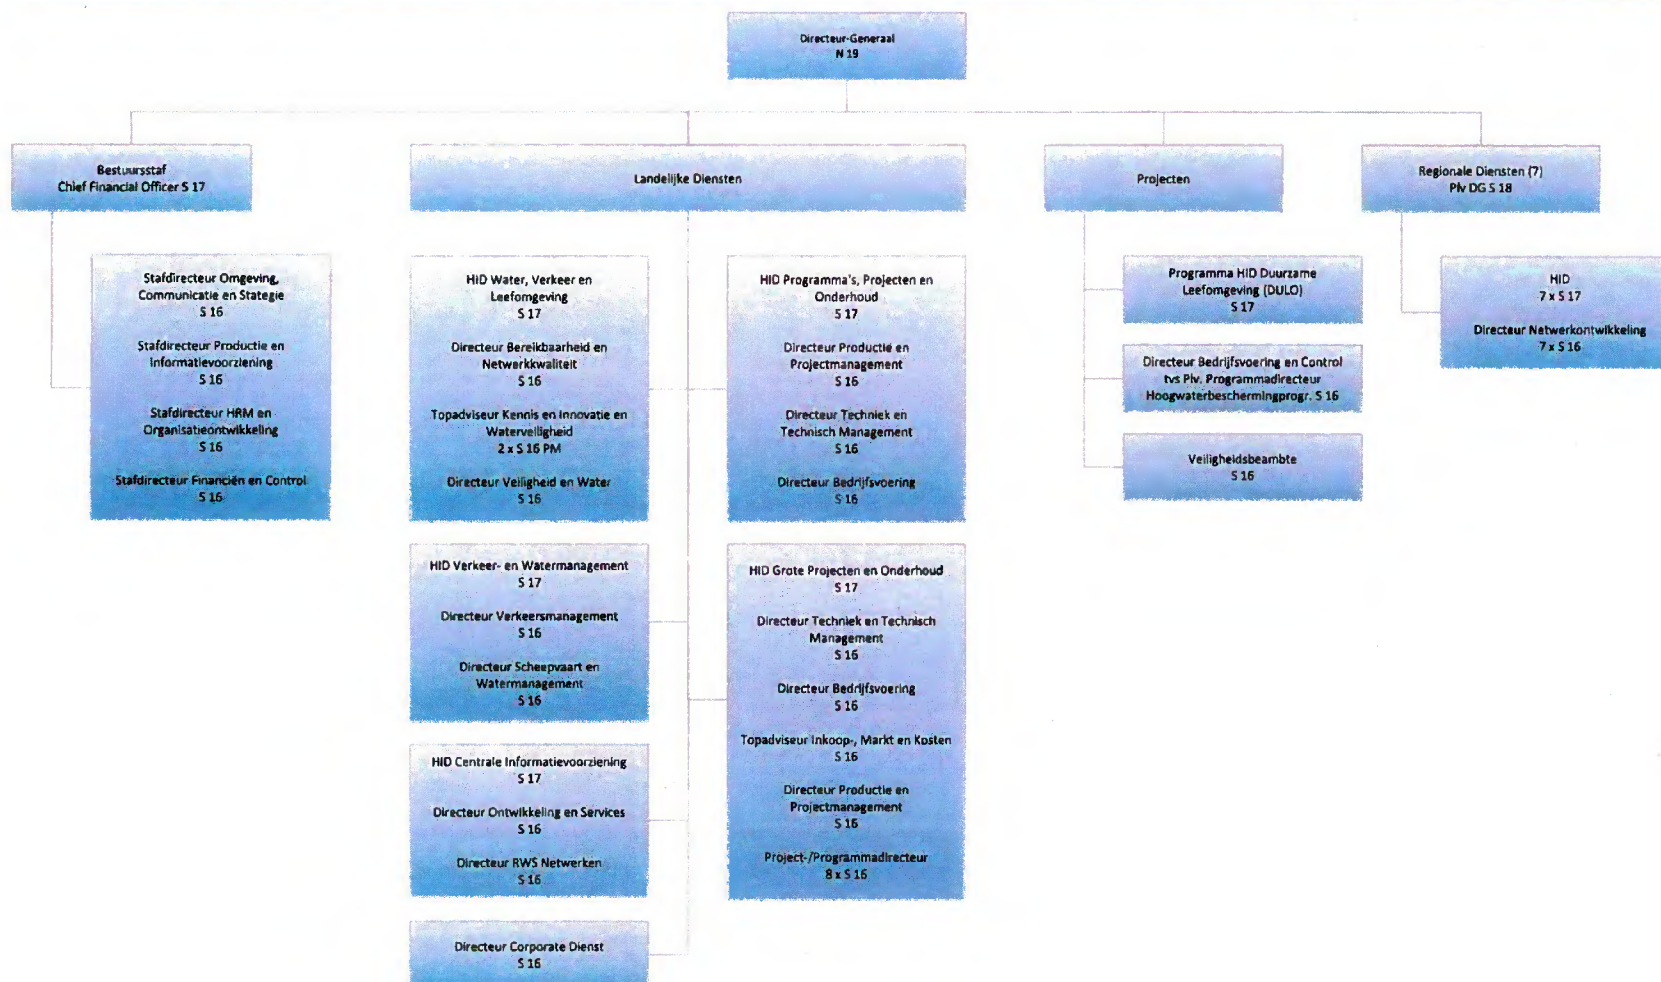 Directeur-Generaal
N 19
Bestuursstaf
Chief Financial Officer S 17
Landelijke Diensten
Projecten
Regionale Diensten (7)
Plv DG S 18
Stafdirecteur Omgeving,
Communicatie en Stategie
S 16
Stafdirecteur Productie en
Informatievoorziening
S 16
Stafdirecteur HRM en
Organisatieontwikkeling
S 16
Stafdirecteur Financiën en Control
S 16
HID Water, Verkeer en
Leefomgeving
S 17
Directeur Bereikbaarheid en
Netwerkkwaliteit
S 16
Topadviseur Kennis en Innovatie en
Waterveiligheid
2 x S 16 PM
Directeur Veiligheid en Water
S 16
HID Programma's, Projecten en
Onderhoud
S 17
Directeur Productie en
Projectmanagement
S 16
Directeur Techniek en
Technisch Management
S 16
Directeur Bedrijfsvoering
S 16
Programma HID Duurzame
Leefomgeving (DULO)
S 17
Directeur Bedrijfsvoering en Control
tvs Plv. Programmadirecteur
Hoogwaterbeschermingprogr. S 16
Veiligheidsbeambte
S 16
HID
7 x S 17
Directeur Netwerkontwikkeling
7 x S 16
HID Verkeer- en Watermanagement
S 17
Directeur Verkeersmanagement
S 16
Directeur Scheepvaart en
Watermanagement
S 16
HID Grote Projecten en Onderhoud
S 17
Directeur Techniek en Technisch
Management
S 16
Directeur Bedrijfsvoering
S 16
Topadviseur Inkoop-, Markt en Kosten
S 16
Directeur Productie en
Projectmanagement
S 16
Project-/Programmadirecteur
8 x S 16
HID Centrale Informatievoorziening
S 17
Directeur Ontwikkeling en Services
S 16
Directeur RWS Netwerken
S 16
Directeur Corporate Dienst
S 16